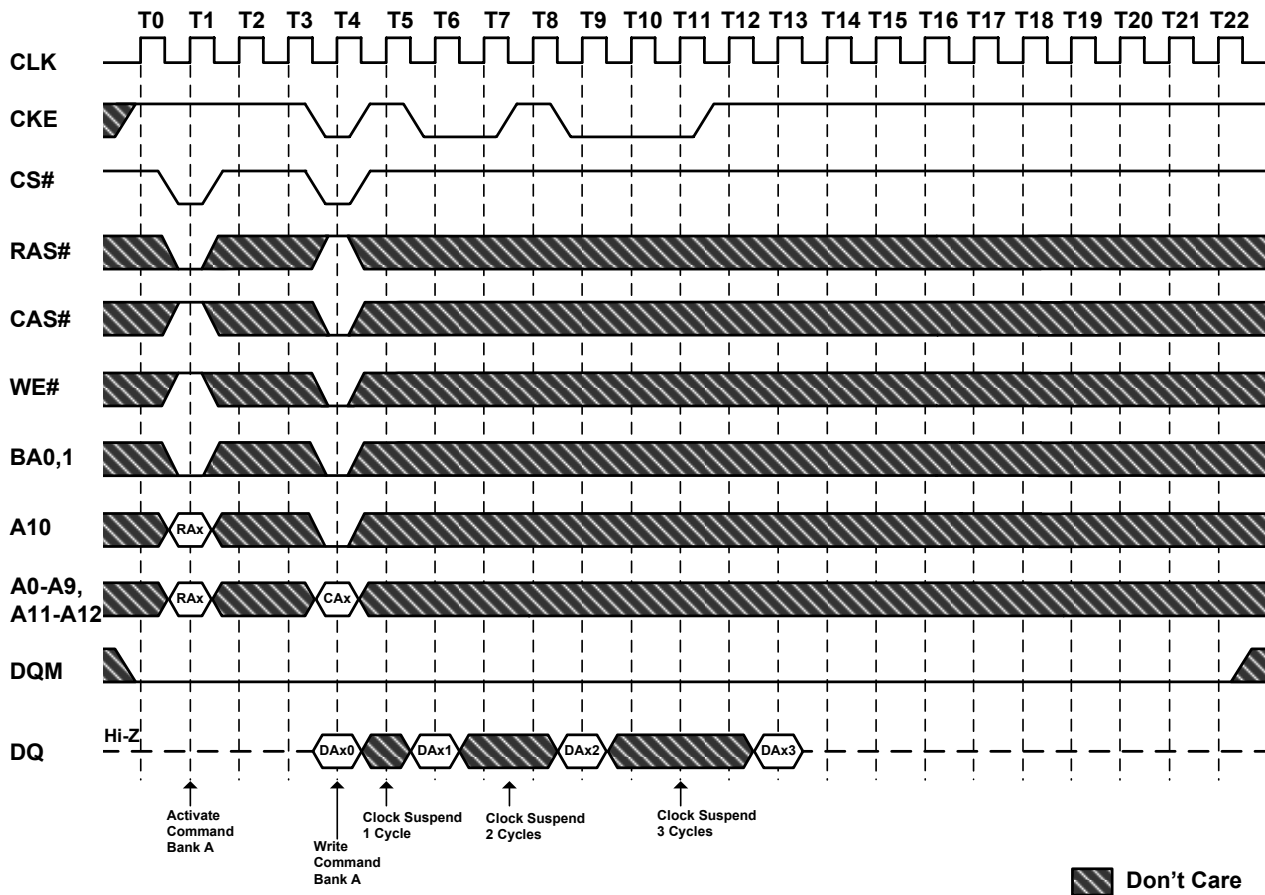 T0 T1 T2 T3 T4 T5 T6 T7 T8 T9 T10 T11 T12 T13 T14 T15 T16 T17 T18 T19 T20 T21 T22
CLK
CKE
CS#
RAS#
CAS#
WE#
BA0,1
A10 RAx
A0-A9,
A11-A12 RAx CAx
DQM
Hi-Z
DQ DAx0 DAx1 DAx2 DAx3
Activate
Command
Bank A
Write
Command
Bank A
Clock Suspend
1 Cycle
Clock Suspend
2 Cycles
Clock Suspend
3 Cycles
Don't Care